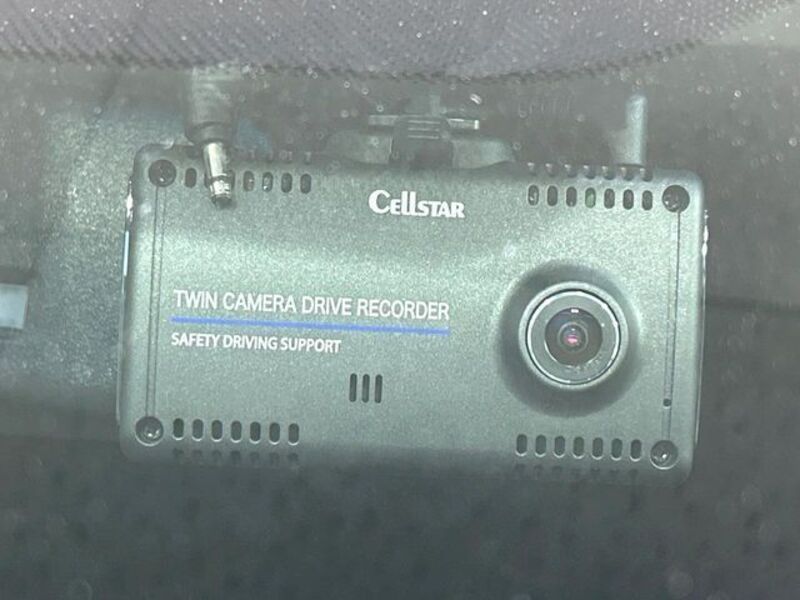 CELLSTAR
TWIN CAMERA DRIVE RECORDER
SAFETY DRIVING SUPPORT